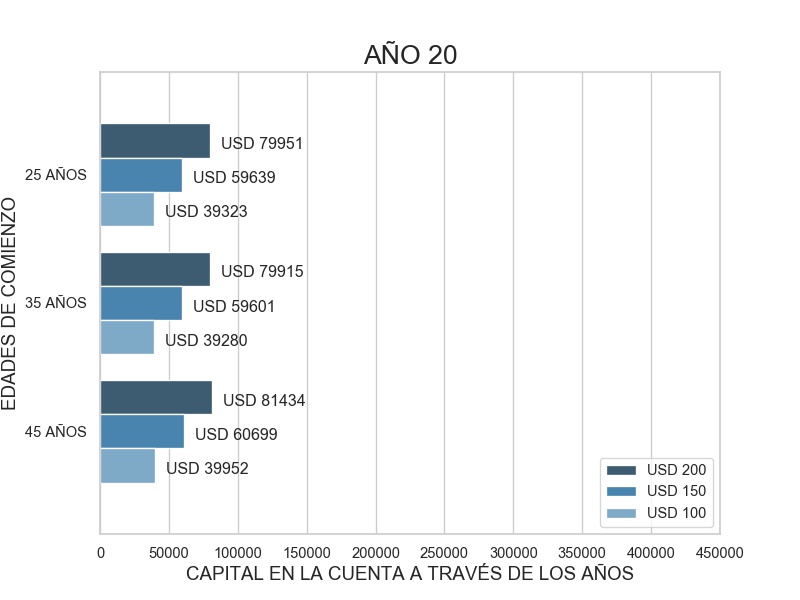 AÑO 20
USD 79951
25 AÑOS
USD 59639
USD 39323
USD 79915
35 AÑOS
USD 59601
USD 39280
USD 81434
45 AÑOS
USD 60699
USD 39952
EDADES DE COMIENZO
USD 200
USD 150
USD 100
0 50000 100000 150000 200000 250000 300000 350000 400000 450000
CAPITAL EN LA CUENTA A TRAVÉS DE LOS AÑOS